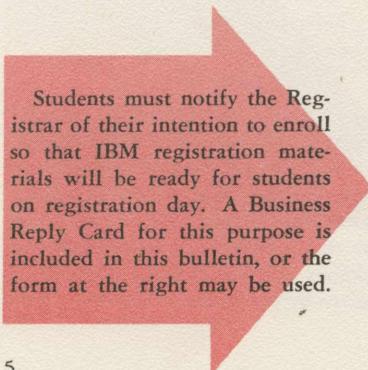 Students must notify the Reg-
istrar of their intention to enroll
so that IBM registration mate-
rials will be ready for students
on registration day. A Business
Reply Card for this purpose is
included in this bulletin, or the
form at the right may be used.
5